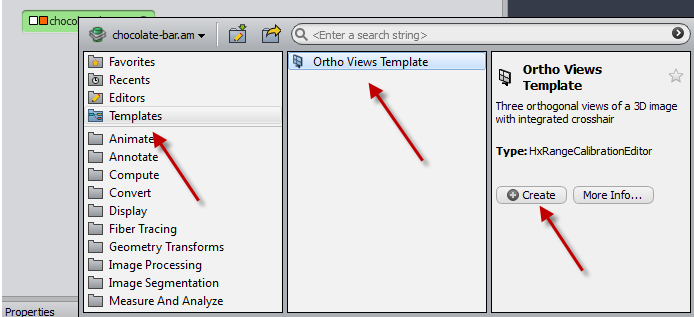 choco
chocolate-bar.am
<Enter a search string>
Favorites
Recents
Editors
Templates
Animate
Annotate
Compute
Convert
Display
Fiber Tracing
Geometry Transforms
Image Processing
Image Segmentation
Measure And Analyze
Ortho Views Template
Ortho Views
Template
Three orthogonal views of a 3D image
with integrated crosshair
Type: HxRangeCalibrationEditor
Create
More Info...
Properties